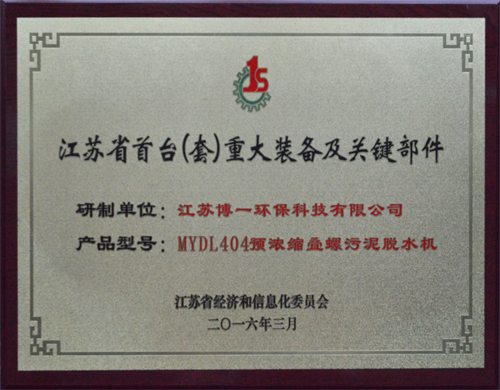 1S
江苏省首台(套)重大装备及关键部件
研制单位：江苏博一环保科技有限公司
产品型号：MYDL404预浓缩叠螺污泥脱水机
江苏省经济和信息化委员会
二〇一六年三月